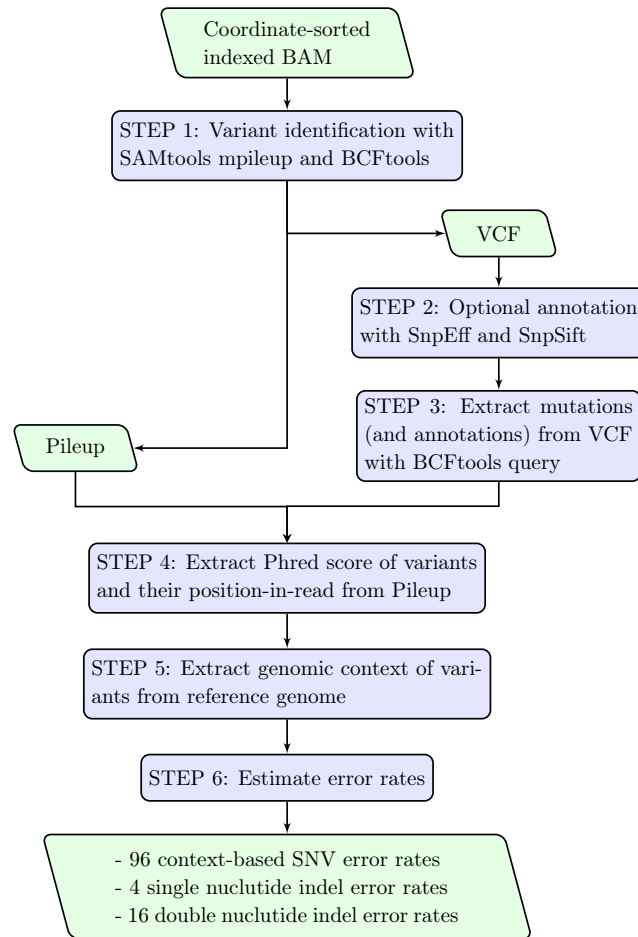 Coordinate-sorted
indexed BAM
STEP 1: Variant identification with
SAMtools mpileup and BCFtools
VCF
STEP 2: Optional annotation
with SnpEff and SnpSift
STEP 3: Extract mutations
(and annotations) from VCF
with BCFtools query
Pileup
STEP 4: Extract Phred score of variants
and their position-in-read from Pileup
STEP 5: Extract genomic context of vari-
ants from reference genome
STEP 6: Estimate error rates
- 96 context-based SNV error rates
- 4 single nuclutide indel error rates
- 16 double nuclutide indel error rates